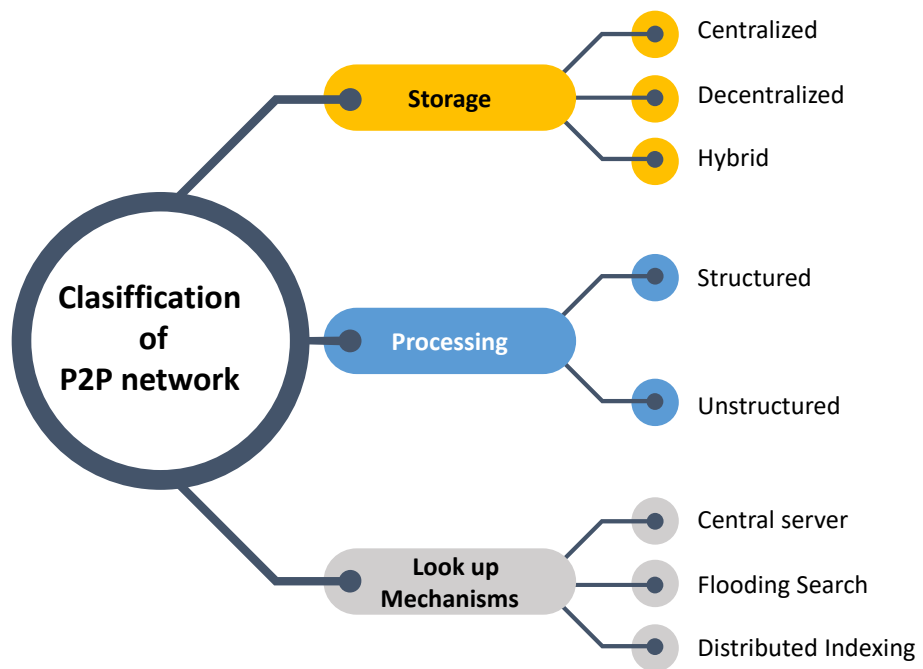 Clasiffication
of
P2P network
Storage
Centralized
Decentralized
Hybrid
Processing
Structured
Unstructured
Look up
Mechanisms
Central server
Flooding Search
Distributed Indexing